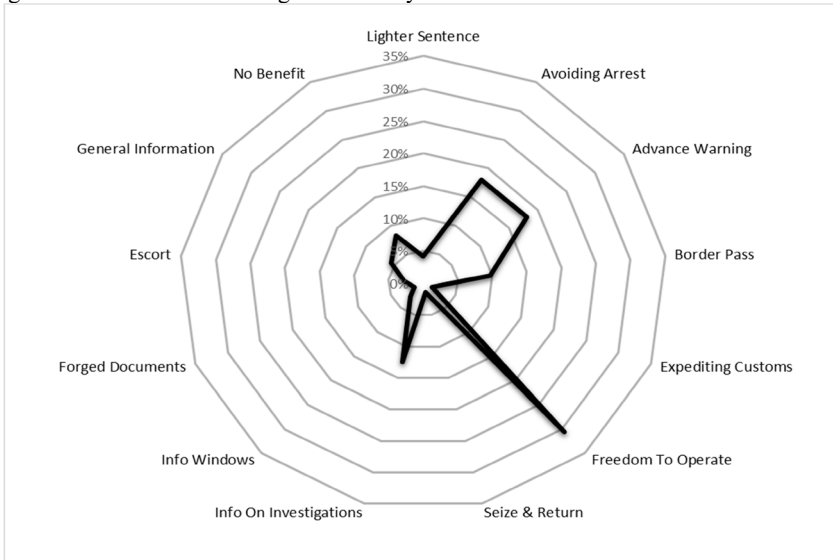 Lighter Sentence
35%
No Benefit
Avoiding Arrest
30%
25%
General Information
Advance Warning
20%
15%
10%
Escort
Border Pass
5%
0%
Forged Documents
Expediting Customs
Info Windows
Freedom To Operate
Info On Investigations
Seize & Return